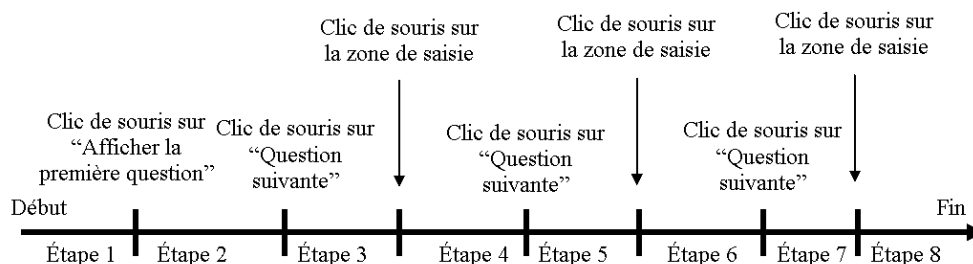 Clic de souris sur
la zone de saisie
Clic de souris sur
la zone de saisie
Clic de souris sur
la zone de saisie
Clic de souris sur
“Afficher la
première question”
Clic de souris sur
“Question
suivante”
Clic de souris sur
“Question
suivante”
Clic de souris sur
“Question
suivante”
Début
Fin
Étape 1
Étape 2
Étape 3
Étape 4
Étape 5
Étape 6
Étape 7
Étape 8